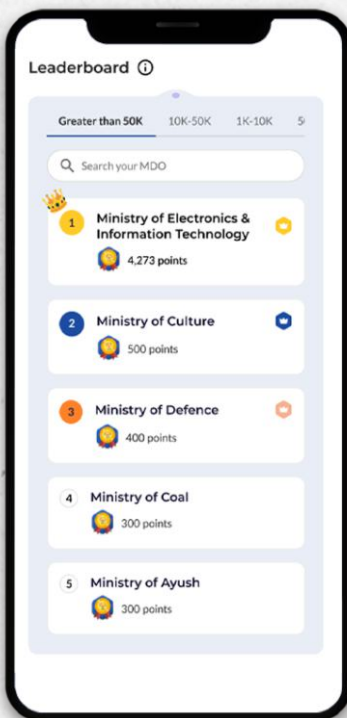 Leaderboard
Greater than 50K 10K-50K 1K-10K
Search your MDO
1
Ministry of Electronics &
Information Technology
4,273 points
2
Ministry of Culture
500 points
3
Ministry of Defence
400 points
4
Ministry of Coal
300 points
5
Ministry of Ayush
300 points